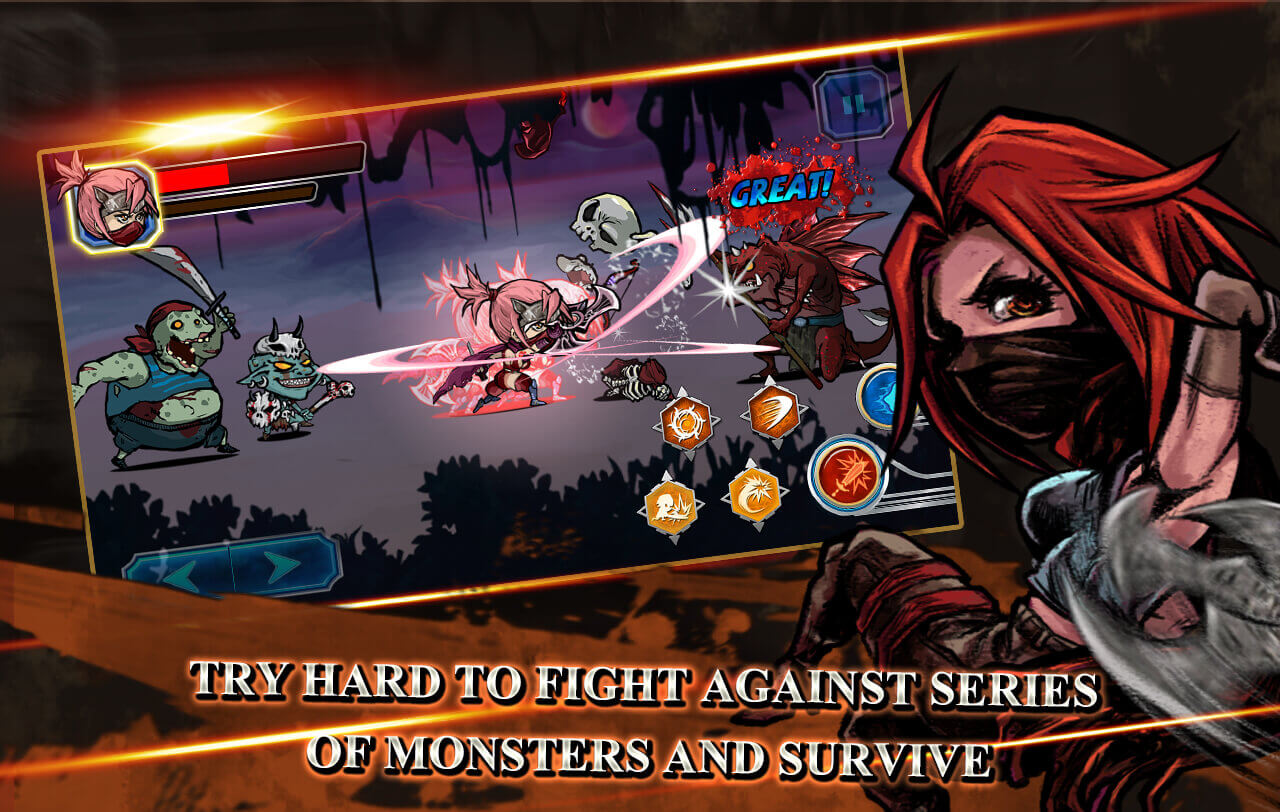 GREAT!
TRY HARD TO FIGHT AGAINST SERIES
OF MONSTERS AND SURVIVE